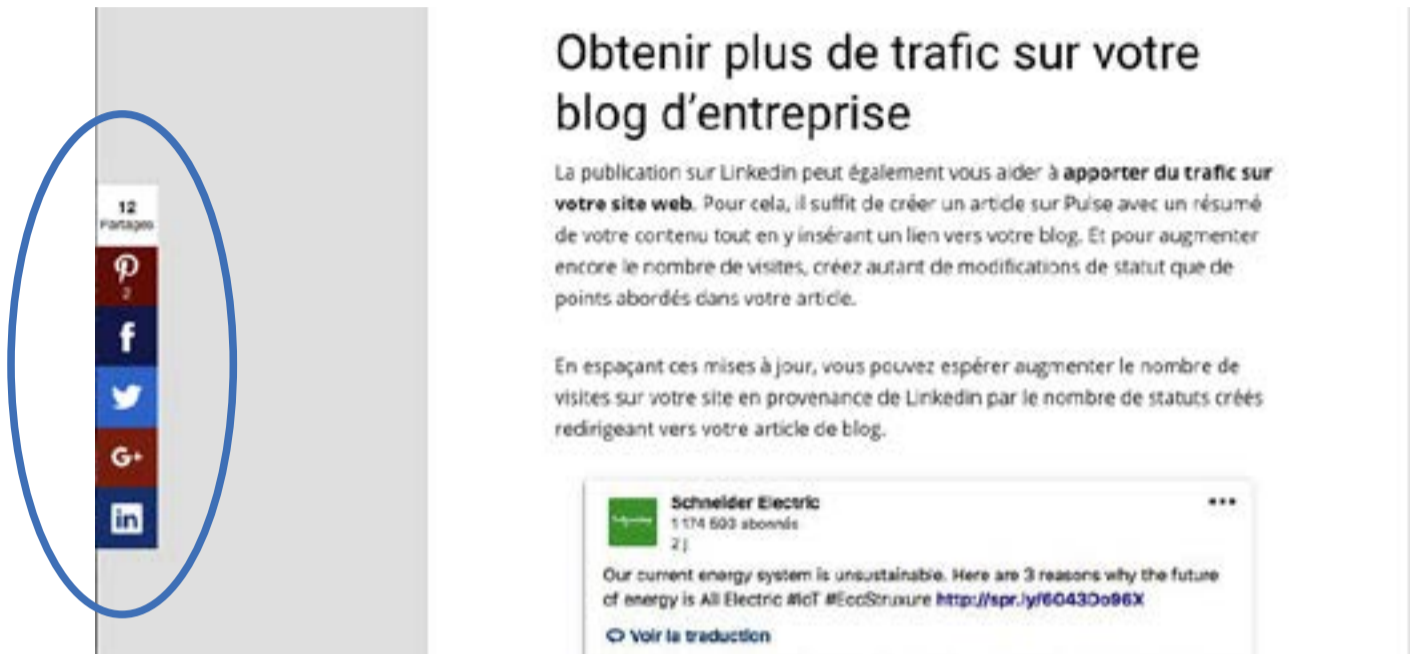 Obtenir plus de trafic sur votre
blog d'entreprise
La publication sur Linkedin peut également vous aider à apporter du trafic sur
votre site web. Pour cela, il suffit de créer un article sur Pulse avec un résumé
de votre contenu tout en y insérant un lien vers votre blog. Et pour augmenter
encore le nombre de visites, créez autant de modifications de statut que de
points abordés dans votre article.
En espaçant ces mises à jour, vous pouvez espérer augmenter le nombre de
visites sur votre site en provenance de Linkedin par le nombre de statuts créés
redirigeant vers votre article de blog.
12
Partages
2
f
G+
in
Schneider Electric
1 174 593 abonnés
2 j
Our current energy system is unsustainable. Here are 3 reasons why the future
of energy is All Electric #IoT #EcoStruxure
Voir la traduction